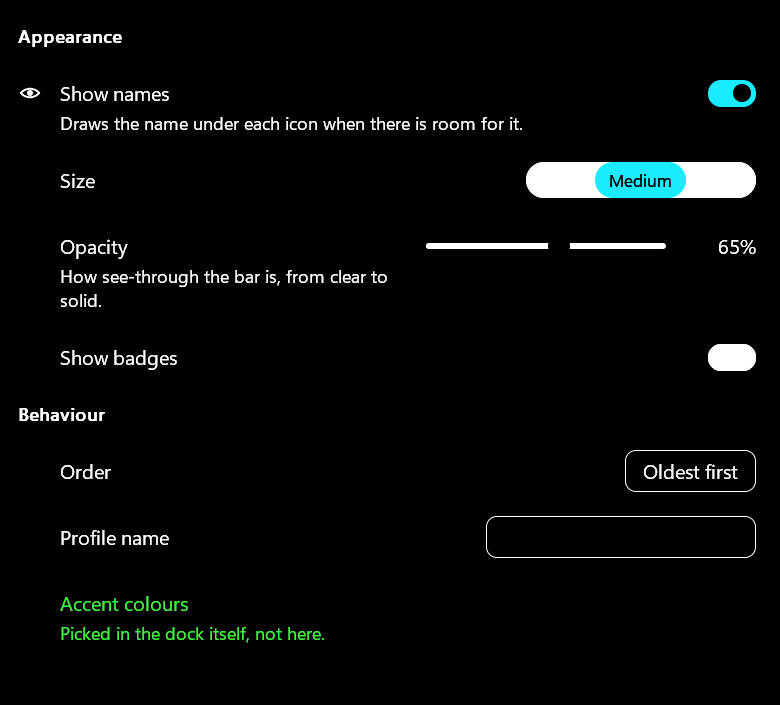 Appearance
Show names
Draws the name under each icon when there is room for it.
Size
Medium
Opacity
65%
How see-through the bar is, from clear to
solid.
Show badges
Behaviour
Order
Oldest first
Profile name
Accent colours
Picked in the dock itself, not here.